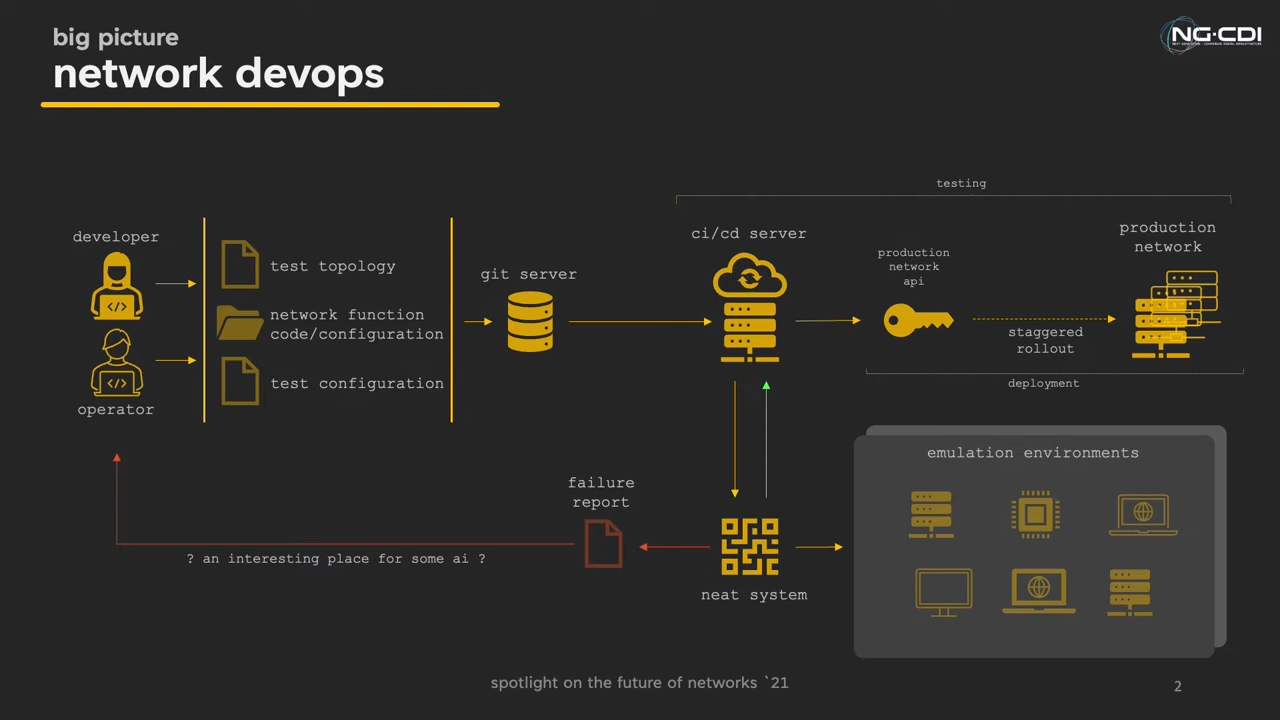 big picture
network devops
NG-CDI
testing
developer
test topology
network function
code/configuration
test configuration
operator
git server
ci/cd server
production
network
api
staggered
rollout
production
network
deployment
failure
report
? an interesting place for some ai ?
neat system
emulation environments
spotlight on the future of networks `21
2